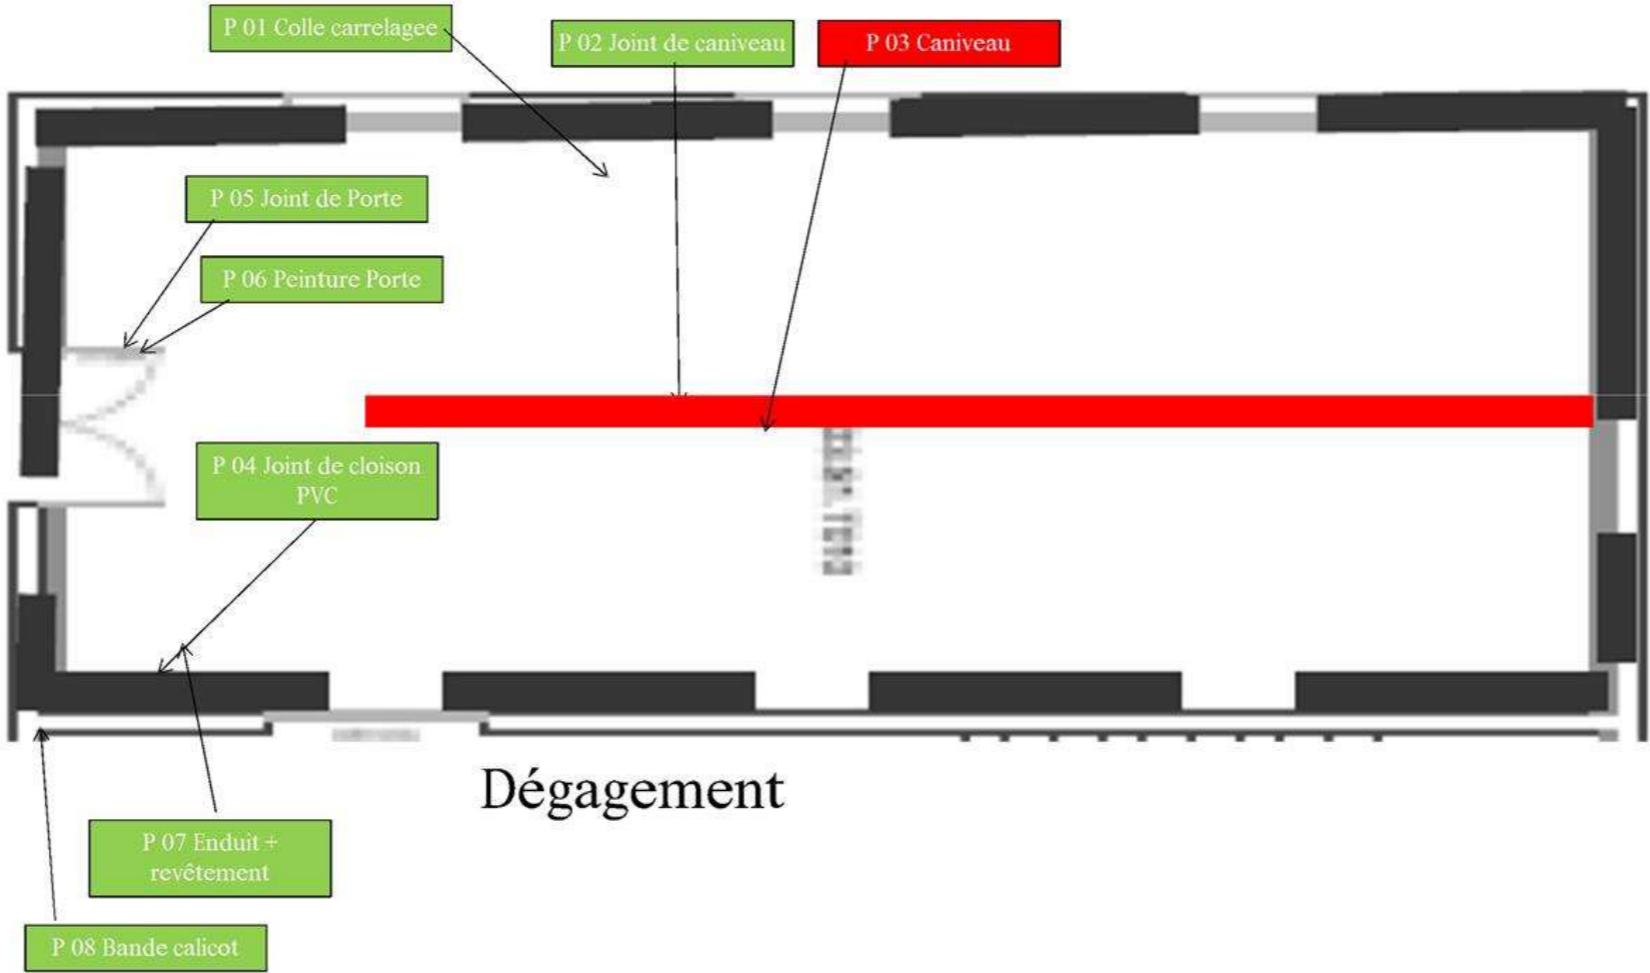 P 01 Colle carrelagee
P 02 Joint de caniveau
P 03 Caniveau
P 05 Joint de Porte
P 06 Peinture Porte
P 04 Joint de cloison
PVC
Dégagement
P 07 Enduit +
revêtement
P 08 Bande calicot